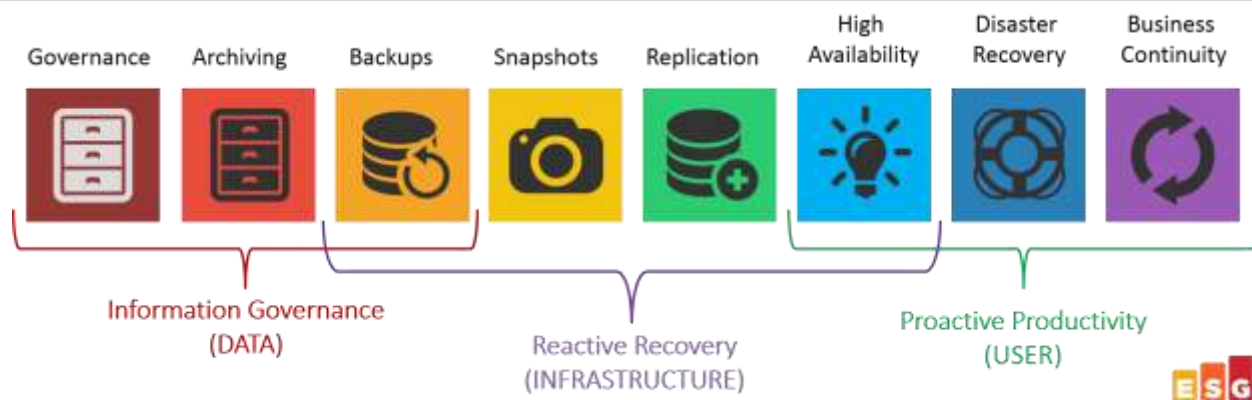 Governance
Archiving
Backups
Snapshots
Replication
High
Availability
Disaster
Recovery
Business
Continuity
Information Governance
(DATA)
Reactive Recovery
(INFRASTRUCTURE)
Proactive Productivity
(USER)
ESG